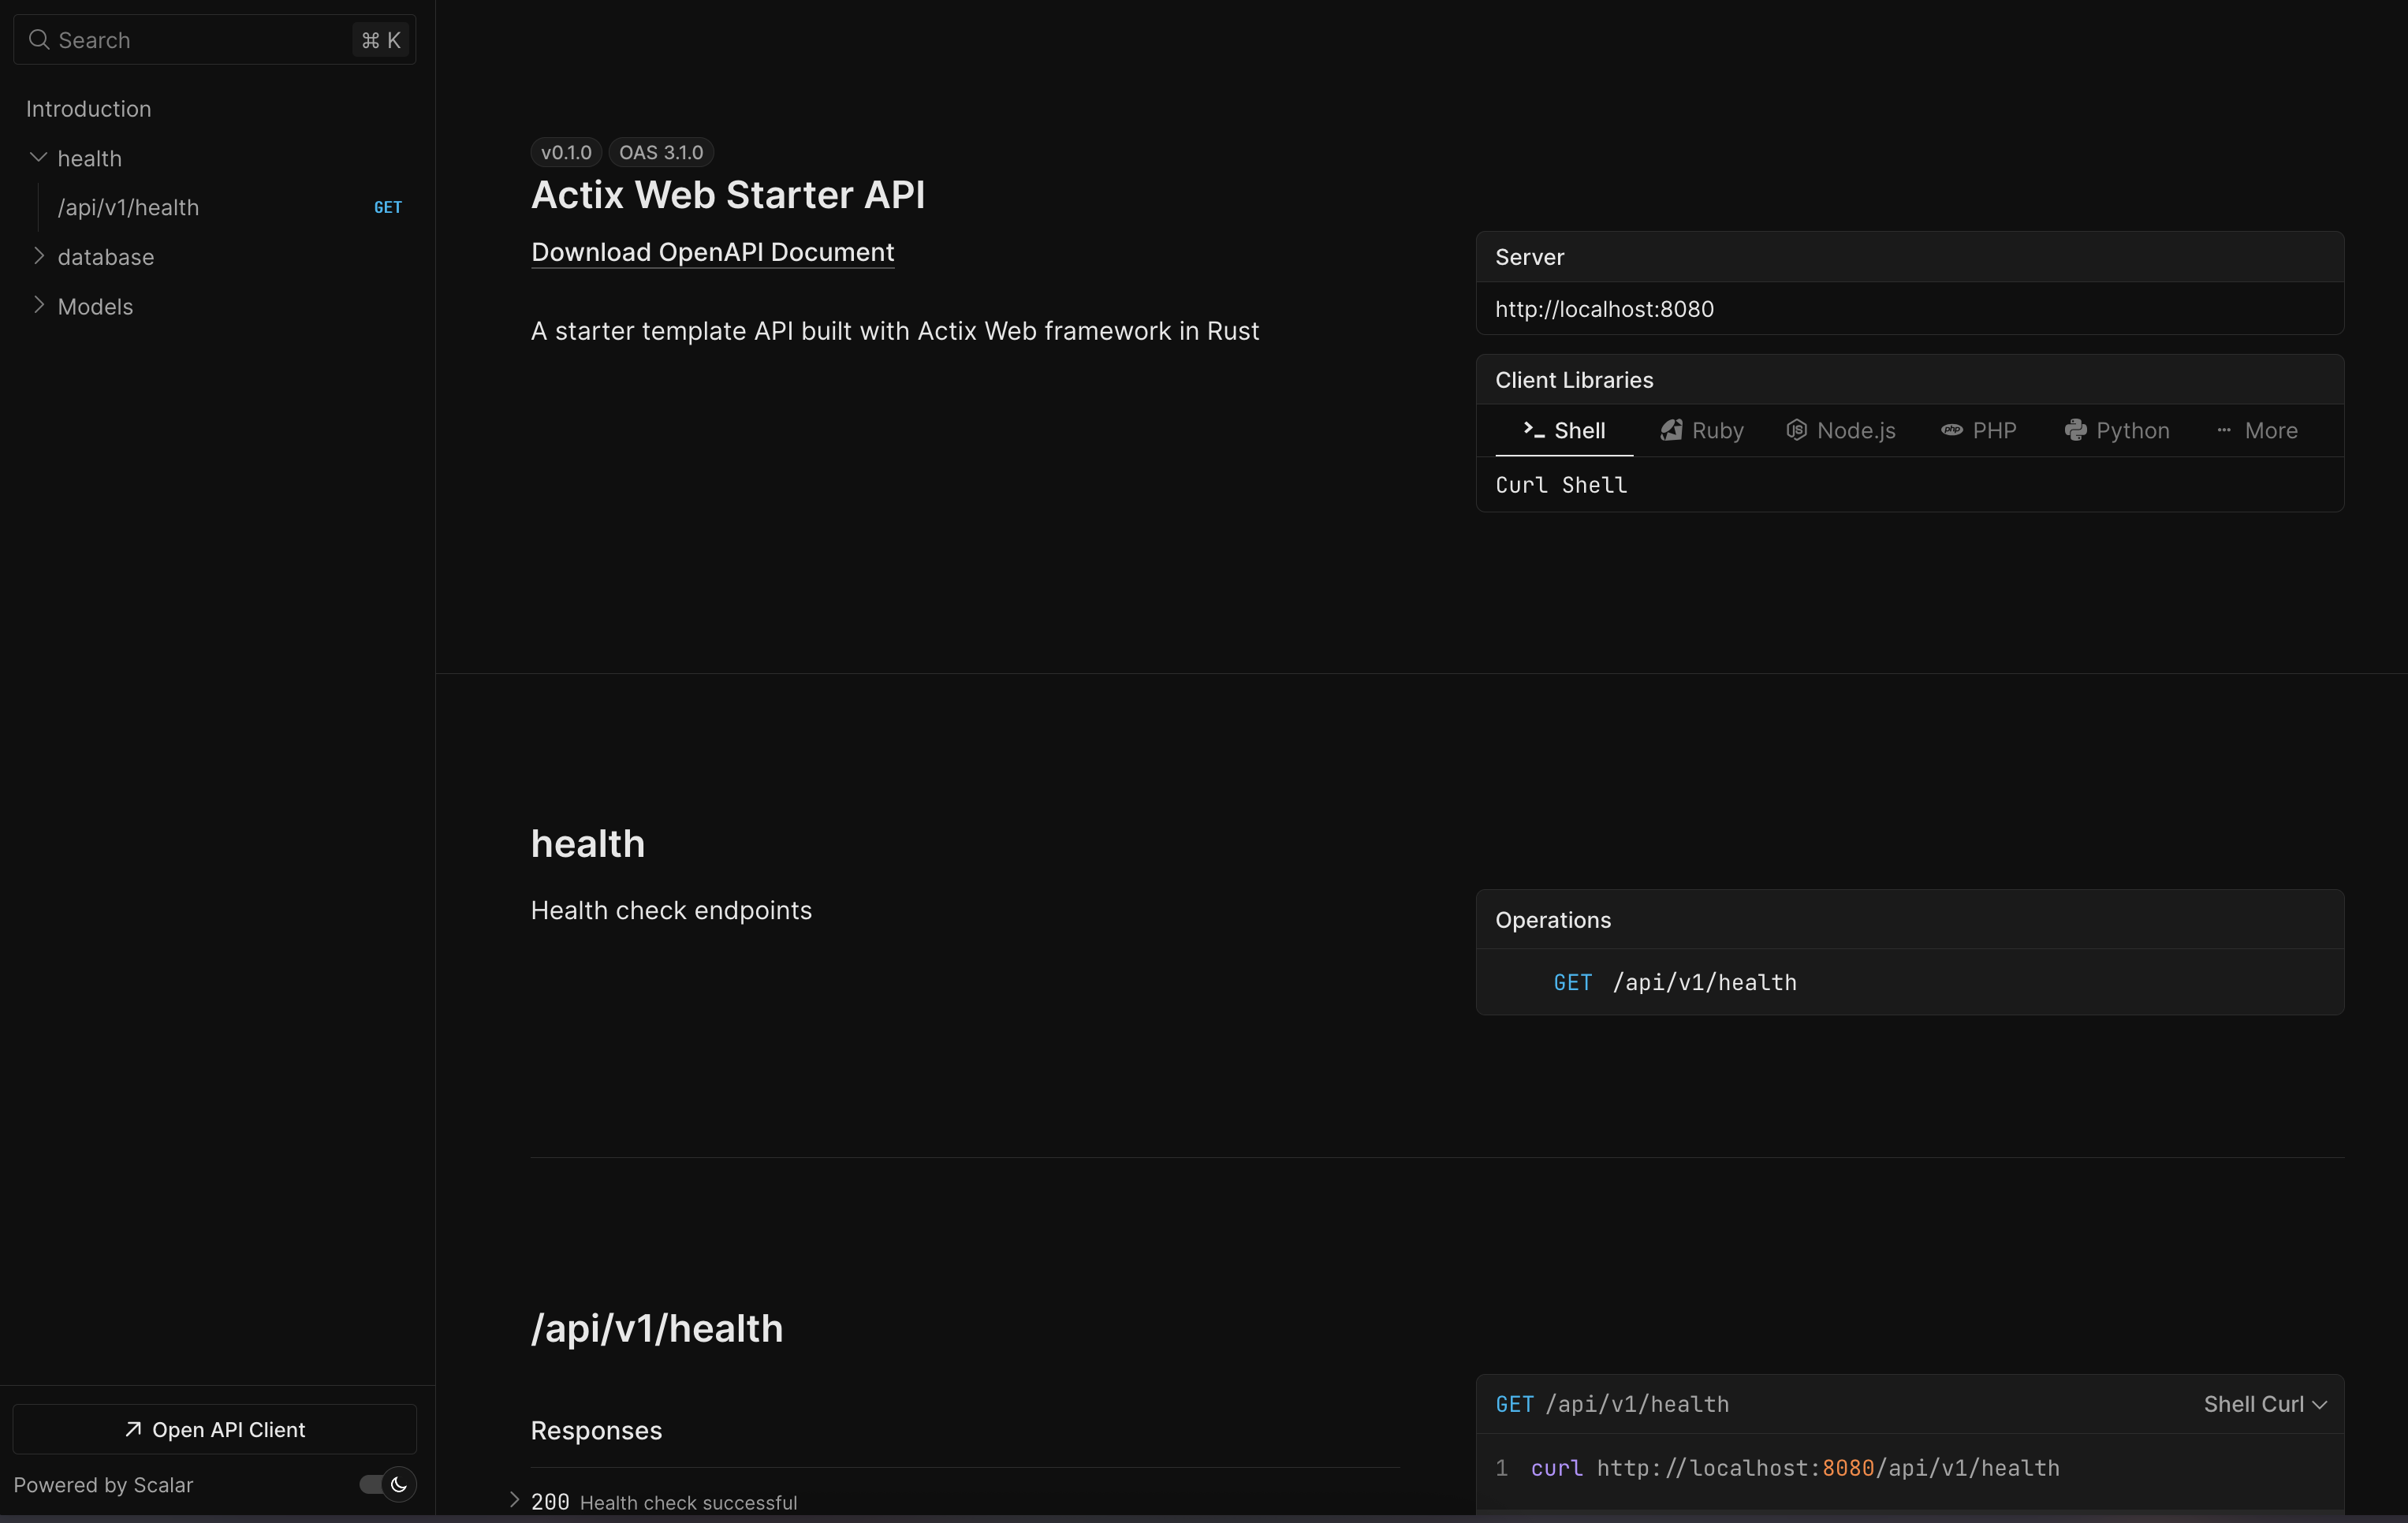 Search
⌘ K
Introduction
health
/api/v1/health GET
database
Models
Open API Client
Powered by Scalar
v0.1.0 OAS 3.1.0
Actix Web Starter API
Download OpenAPI Document
A starter template API built with Actix Web framework in Rust
Server
http://localhost:8080
Client Libraries
Shell Ruby Node.js PHP Python More
Curl Shell
health
Health check endpoints
Operations
GET /api/v1/health
/api/v1/health
Responses
200 Health check successful
GET /api/v1/health Shell Curl
1 curl http://localhost:8080/api/v1/health